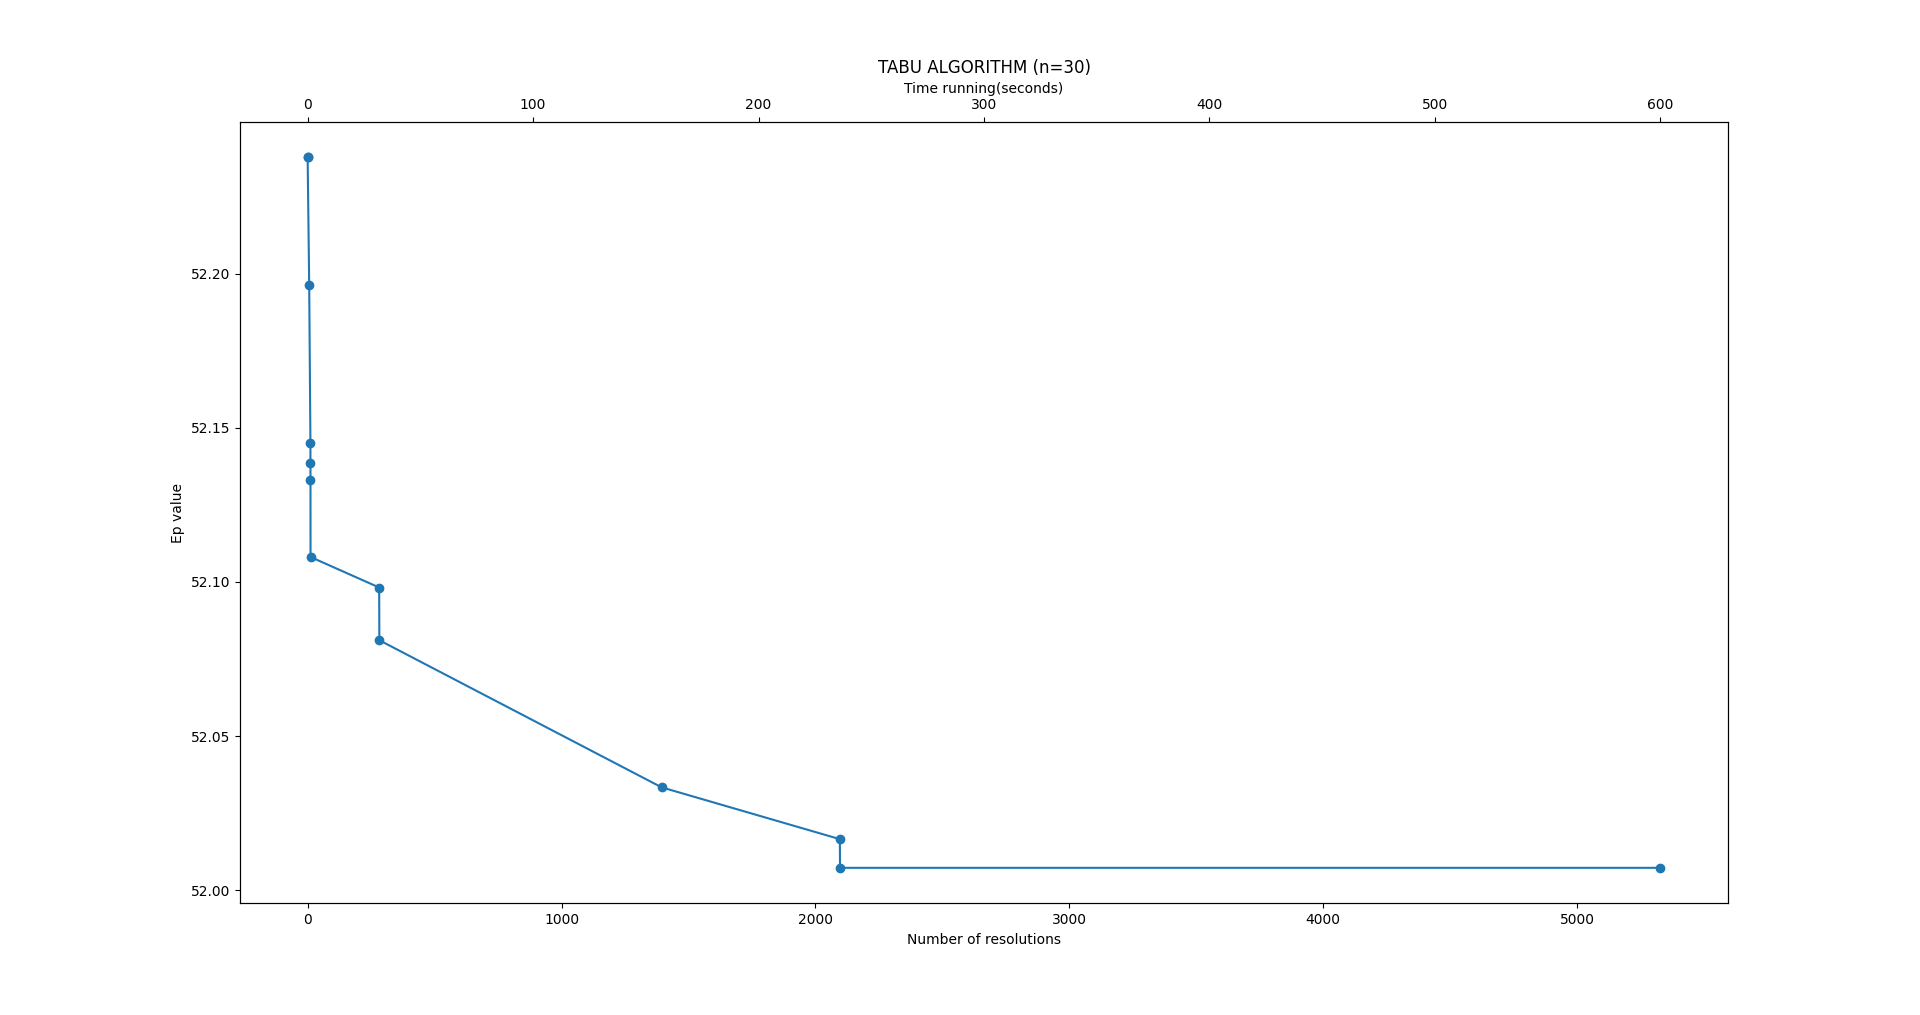 TABU ALGORITHM (n=30)
Time running(seconds)
0 100 200 300 400 500 600
52.20
52.15
52.10
52.05
52.00
Ep value
0 1000 2000 3000 4000 5000
Number of resolutions